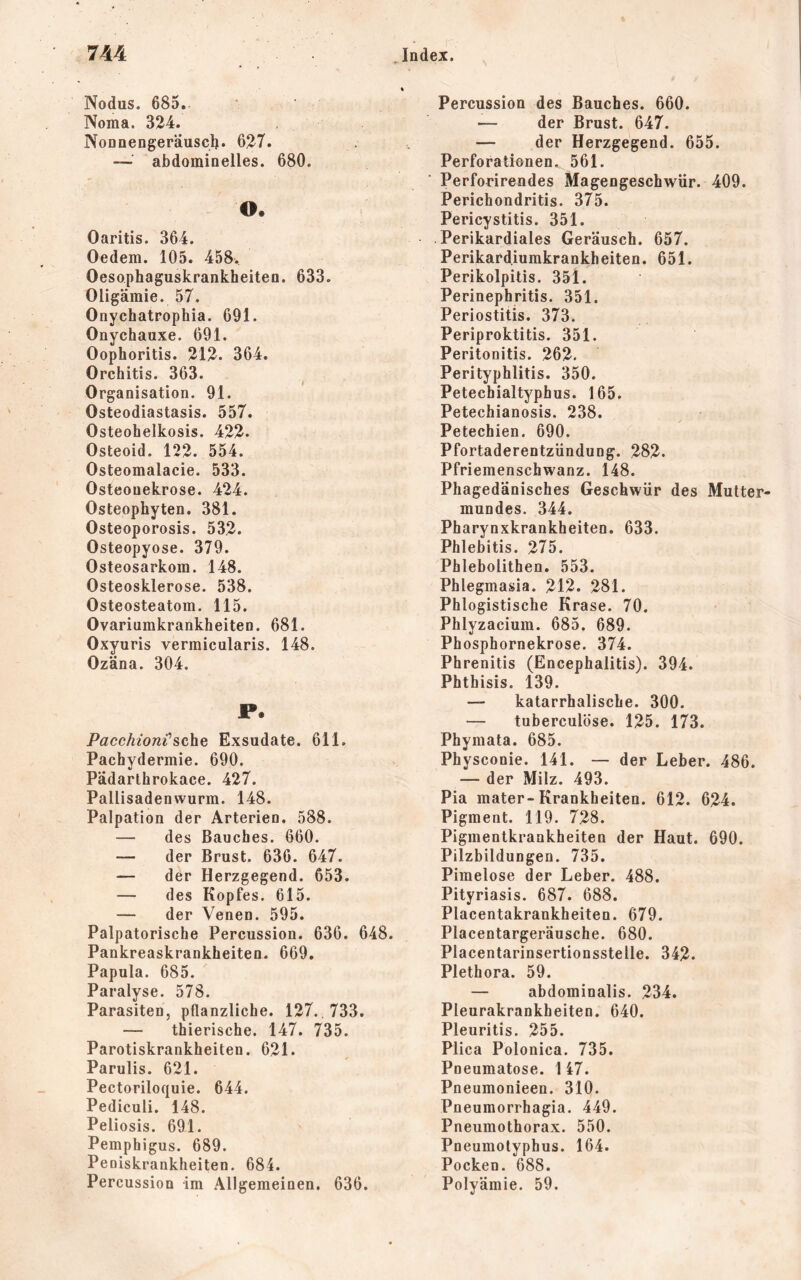 744
Index.
Nodus. 685.
Noma. 324.
Nonnengeräusch. 627.
— abdominelles. 680.
O.
Oaritis. 364.
Oedem. 105. 458.
Oesophaguskrankheiten. 633.
Oligämie. 57.
Onychatrophia. 691.
Onychauxe. 691.
Oophoritis. 212. 364.
Orchitis. 363.
Organisation. 91.
Osteodiastasis. 557.
Osteohelkosis. 422.
Osteoid. 122. 554.
Osteomalacie. 533.
Osteonekrose. 424.
Osteophyten. 381.
Osteoporosis. 532.
Osteopyose. 379.
Osteosarkom. 148.
Osteosklerose. 538.
Osteosteatom. 115.
Ovariumkrankheiten. 681.
Oxyuris vermicularis. 148.
Ozäna. 304.
P.
Pacchioni'sche Exsudate. 611.
Pachydermie. 690.
Pädarthrokace. 427.
Pallisadenwurm. 148.
Palpation der Arterien. 588.
— des Bauches. 660.
— der Brust. 636. 647.
— der Herzgegend. 653.
— des Kopfes. 615.
— der Venen. 595.
Palpatorische Percussion. 636. 648.
Pankreaskrankheiten. 669.
Papula. 685.
Paralyse. 578.
Parasiten, pflanzliche. 127. 733.
— thierische. 147. 735.
Parotiskrankheiten. 621.
Parulis. 621.
Pectoriloquie. 644.
Pediculi. 148.
Peliosis. 691.
Pemphigus. 689.
Peniskrankheiten. 684.
Percussion im Allgemeinen. 636.
Percussion des Bauches. 660.
— der Brust. 647.
— der Herzgegend. 655.
Perforationen. 561.
Perforirendes Magengeschwür. 409.
Perichondritis. 375.
Pericystitis. 351.
Perikardiales Geräusch. 657.
Perikardiumkrankheiten. 651.
Perikolpitis. 351.
Perinephritis. 351.
Periostitis. 373.
Periproktitis. 351.
Peritonitis. 262.
Perityphlitis. 350.
Petechialtyphus. 165.
Petechianosis. 238.
Petechien. 690.
Pfortaderentzündung. 282.
Pfriemenschwanz. 148.
Phagedänisches Geschwür des Mutter-
mundes. 344.
Pharynxkrankheiten. 633.
Phlebitis. 275.
Phlebolithen. 553.
Phlegmasia. 212. 281.
Phlogistische Krase. 70.
Phlyzacium. 685. 689.
Phosphornekrose. 374.
Phrenitis (Encephalitis). 394.
Phthisis. 139.
— katarrhalische. 300.
— tuberculöse. 125. 173.
Phymata. 685.
Physconie. 141. — der Leber. 486.
— der Milz. 493.
Pia mater-Krankheiten. 612. 624.
Pigment. 119. 728.
Pigmentkrankheiten der Haut. 690.
Pilzbildungen. 735.
Pimelose der Leber. 488.
Pityriasis. 687. 688.
Placentakrankheiten. 679.
Placentargeräusche. 680.
Placentarinsertionsstelle. 342.
Plethora. 59.
— abdominalis. 234.
Pleurakrankheiten. 640.
Pleuritis. 255.
Plica Polonica. 735.
Pneumatose. 147.
Pneumonieen. 310.
Pneumorrhagia. 449.
Pneumothorax. 550.
Pneumotyphus. 164.
Pocken. 688.
Polyämie. 59.